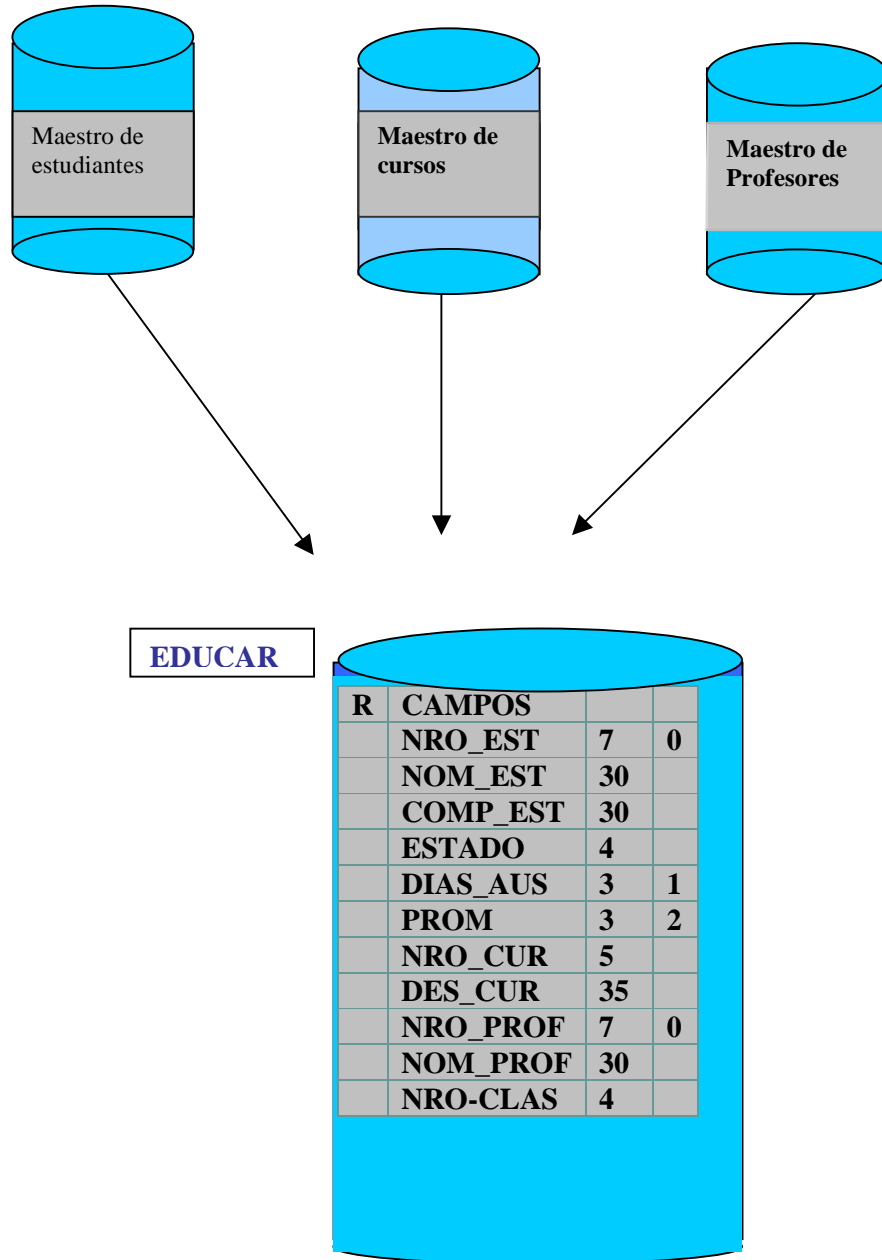 Maestro de
estudiantes
Maestro de
cursos
Maestro de
Profesores
EDUCAR
R CAMPOS
NRO_EST 7 0
NOM_EST 30
COMP_EST 30
ESTADO 4
DIAS_AUS 3 1
PROM 3 2
NRO_CUR 5
DES_CUR 35
NRO_PROF 7 0
NOM_PROF 30
NRO-CLAS 4